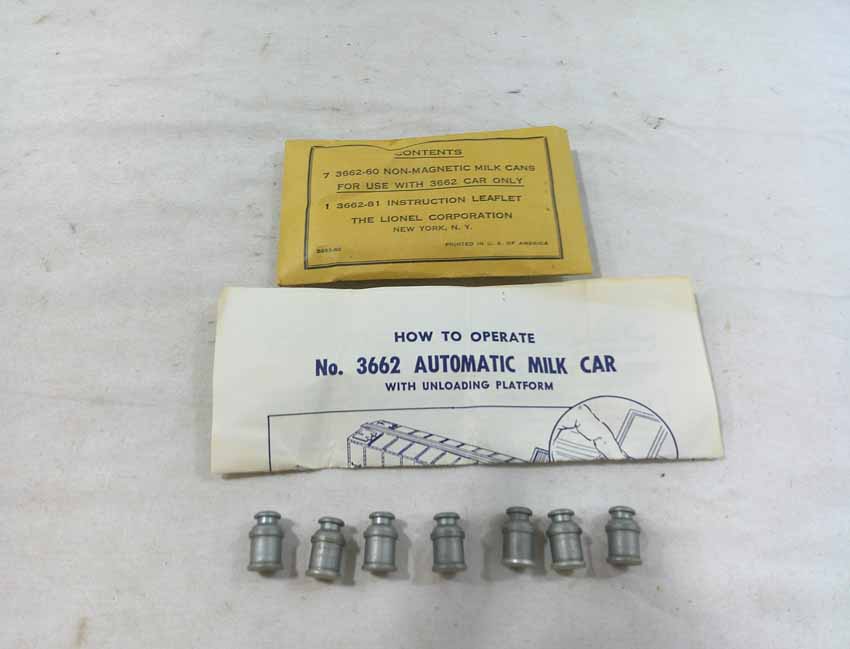 CONTENTS
7 3662-60 NON-MAGNETIC MILK CANS
FOR USE WITH 3662 CAR ONLY
1 3662-81 INSTRUCTION LEAFLET
THE LIONEL CORPORATION
NEW YORK, N. Y.
PRINTED IN U. S. OF AMERICA
HOW TO OPERATE
No. 3662 AUTOMATIC MILK CAR
WITH UNLOADING PLATFORM